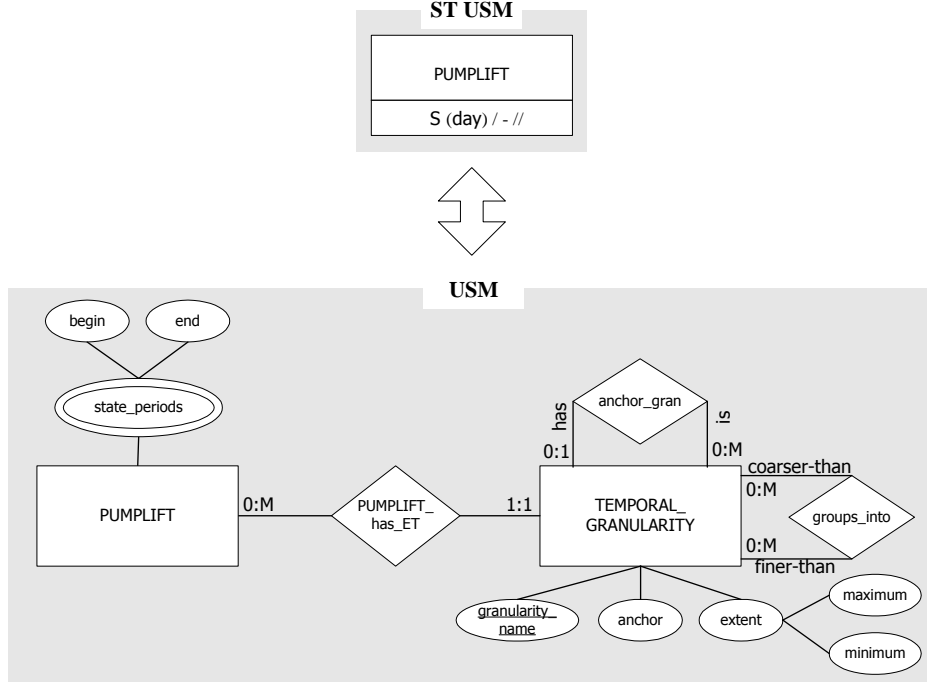 ST USM
PUMPLIFT
S (day) / - //
USM
begin
end
state_periods
PUMPLIFT
0:M
PUMPLIFT_
has_ET
1:1
TEMPORAL_
GRANULARITY
has
0:1
anchor_gran
is
0:M
coarser-than
0:M
groups_into
0:M
finer-than
granularity_
name
anchor
extent
maximum
minimum